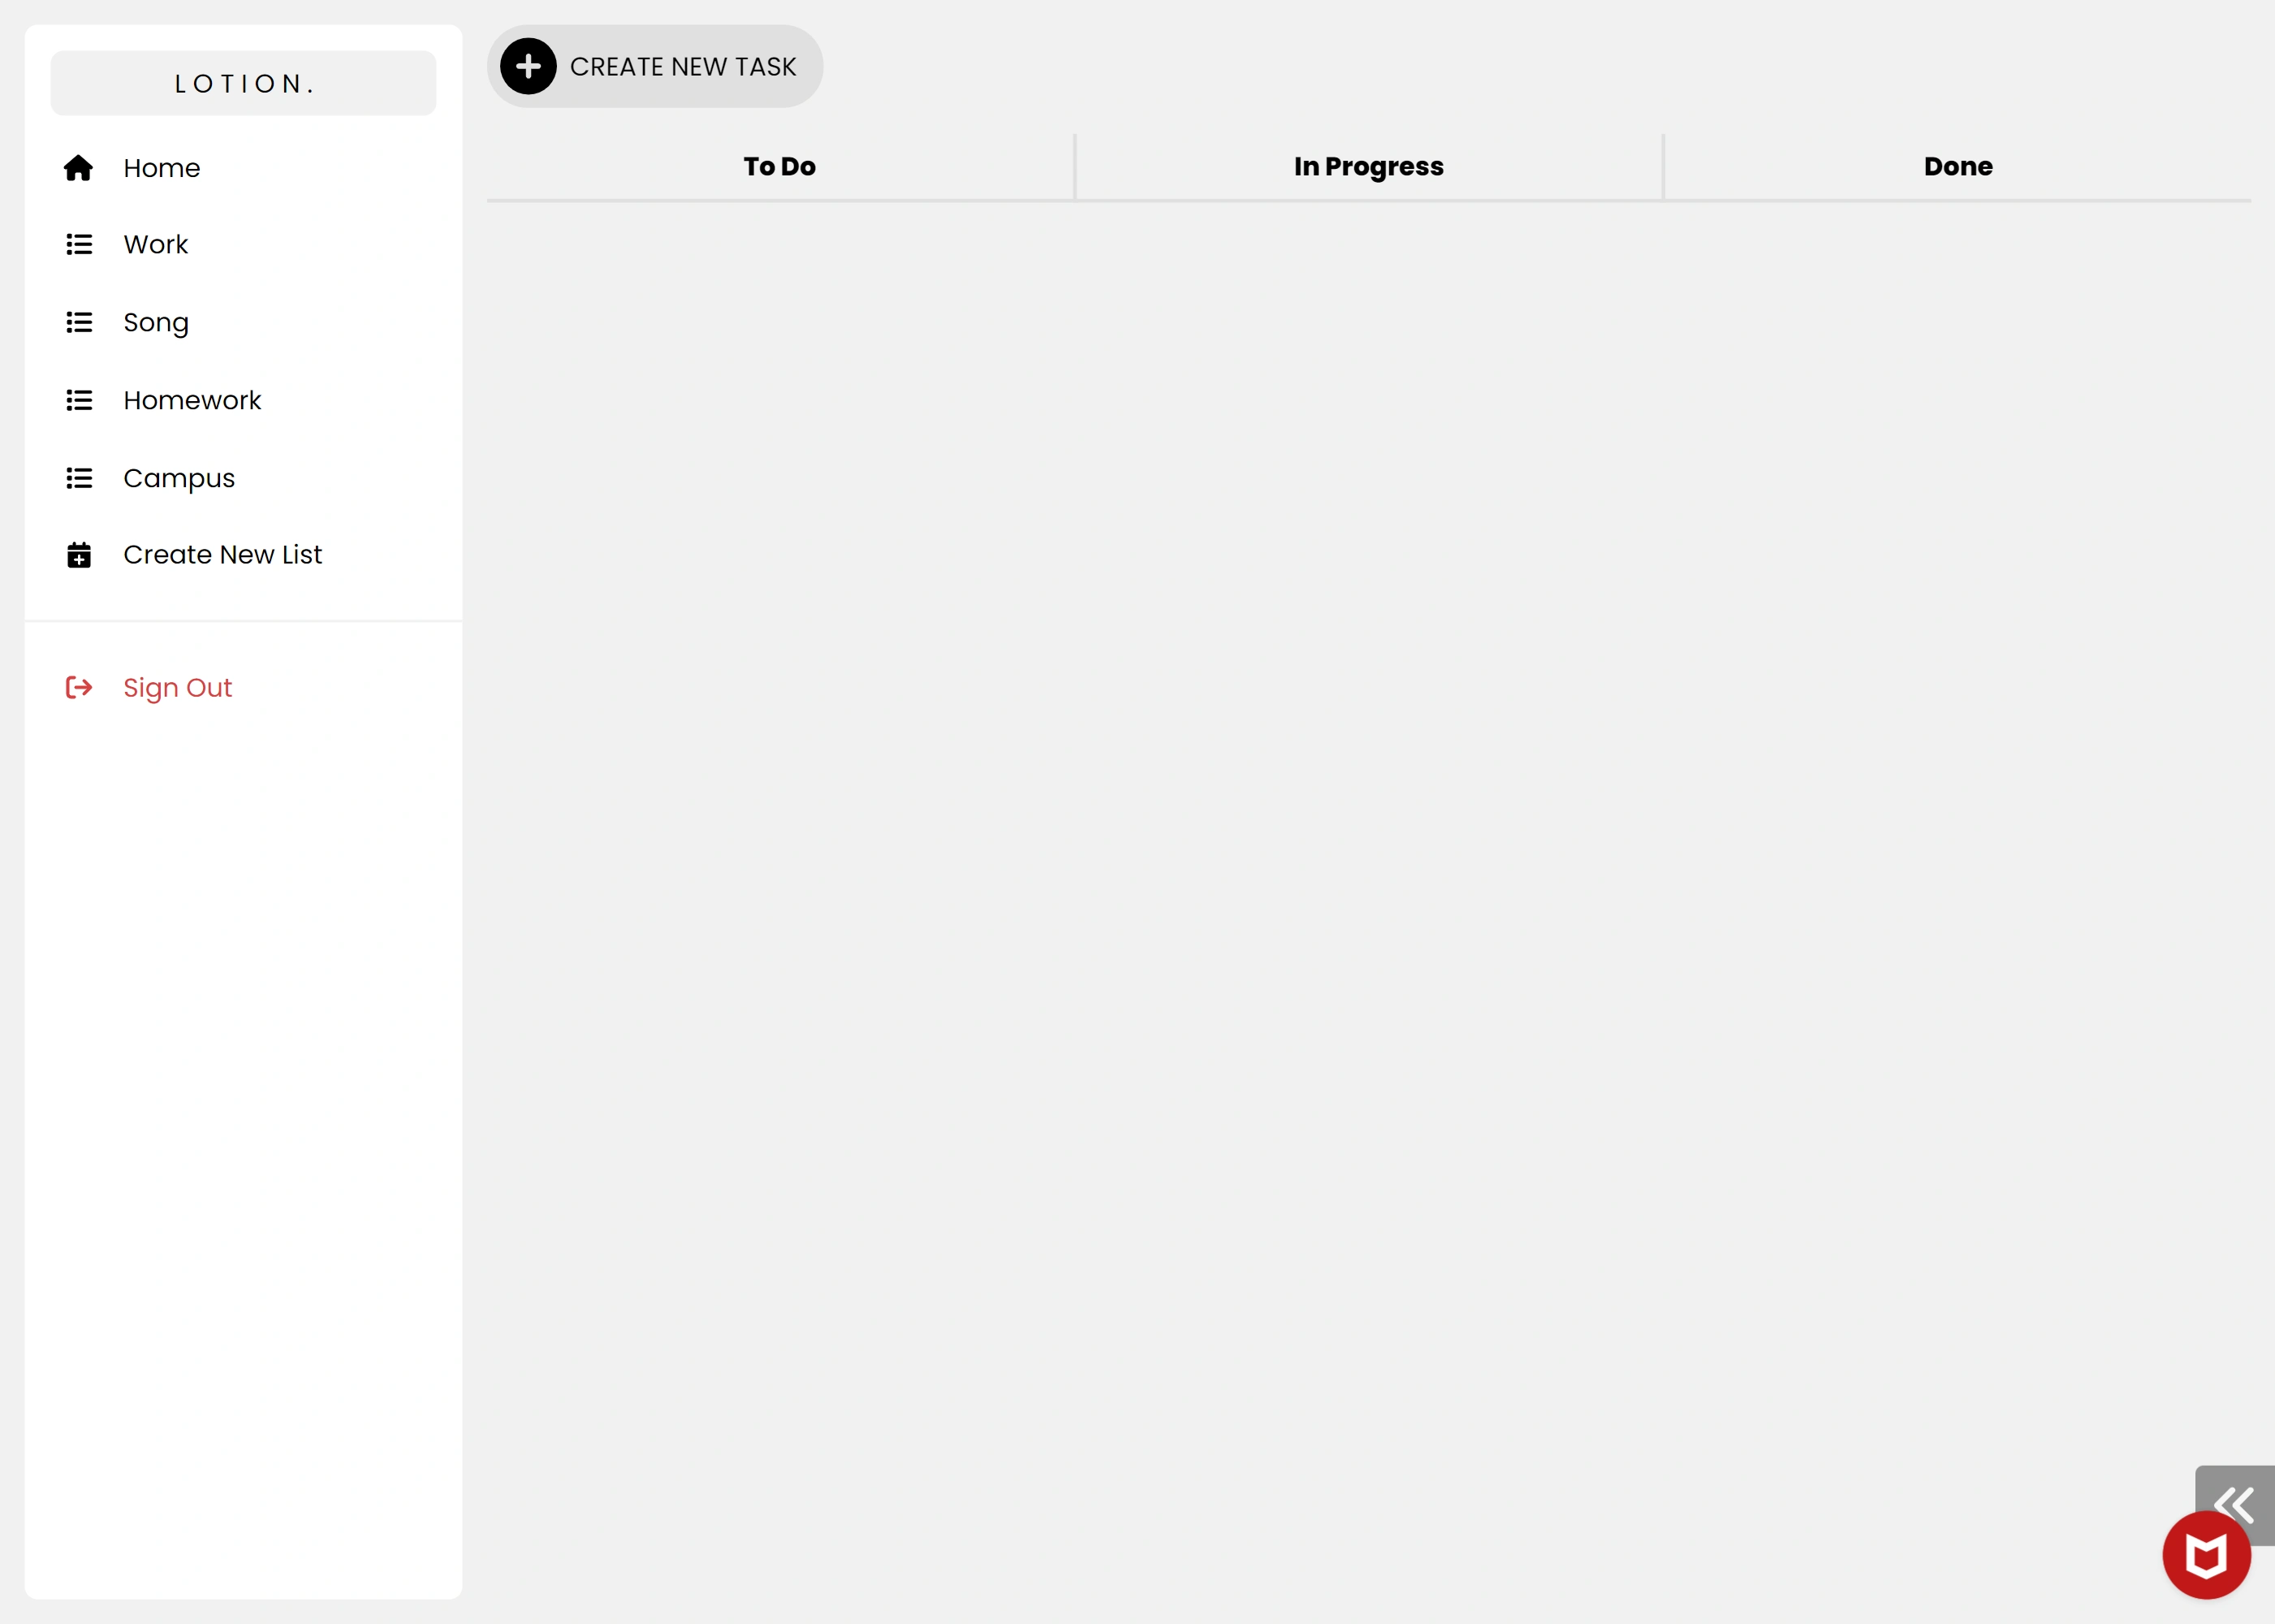 LOTION.
Home
Work
Song
Homework
Campus
Create New List
Sign Out
CREATE NEW TASK
To Do
In Progress
Done